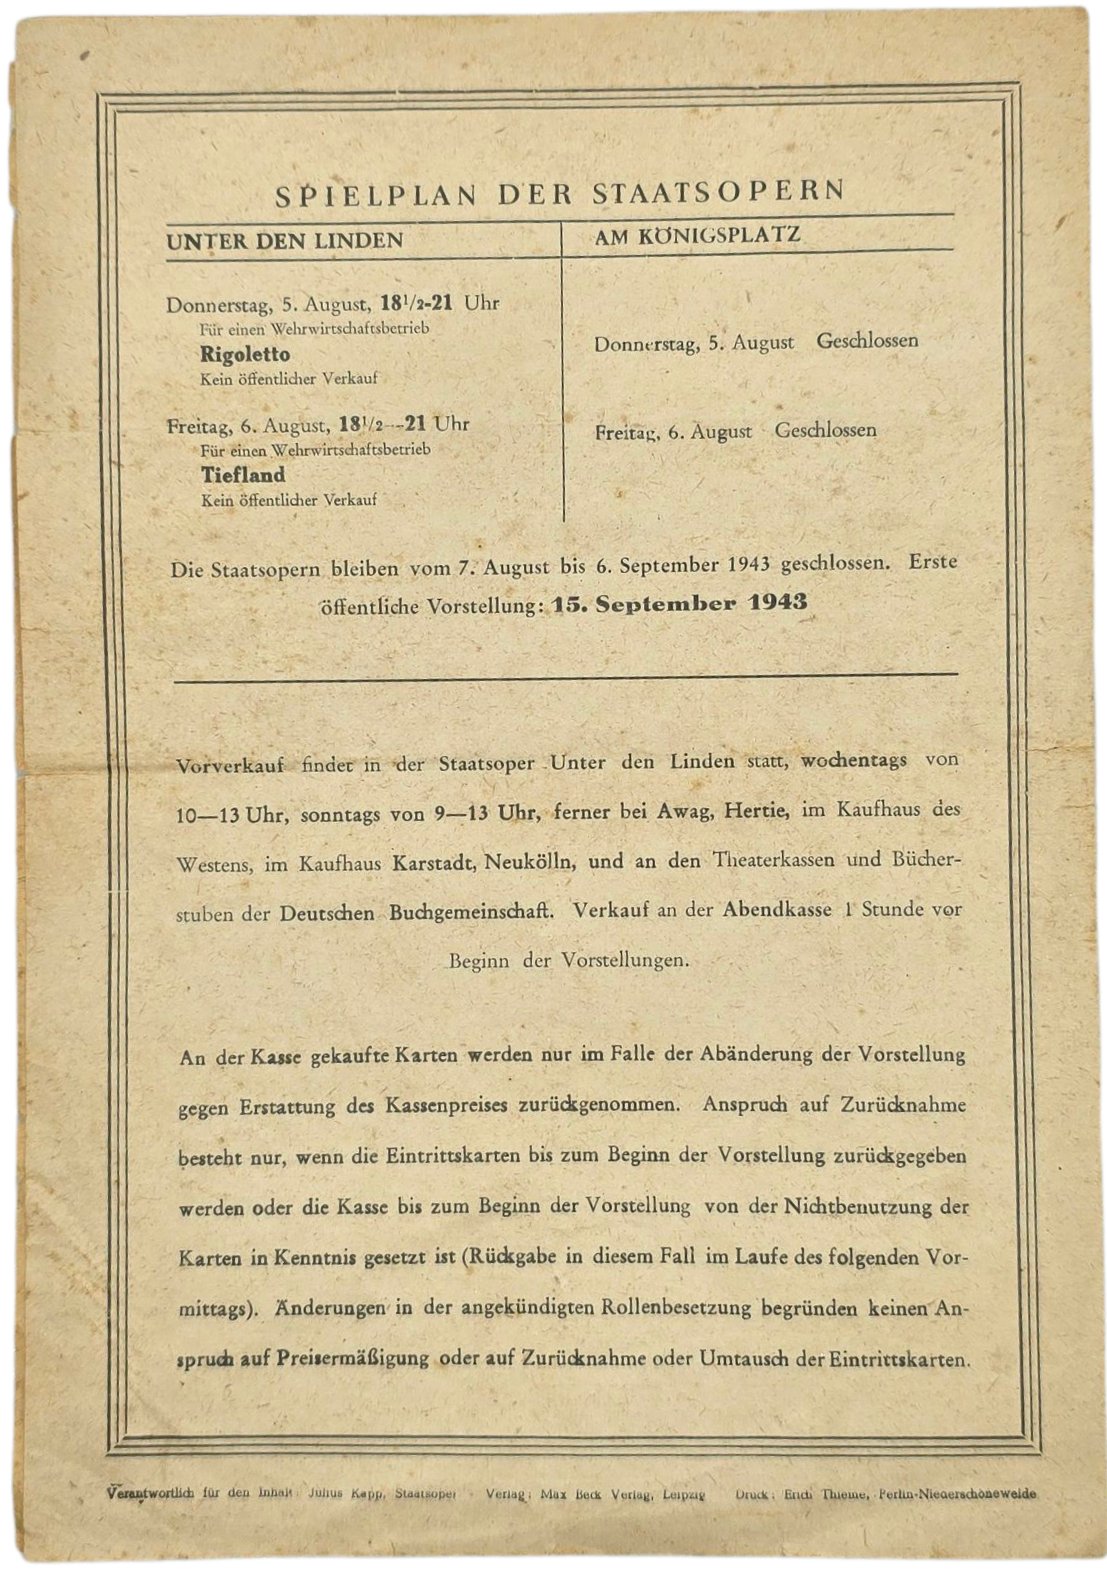 SPIELPLAN DER STAATSOPERN
UNTER DEN LINDEN
Donnerstag, 5. August, 18½-21 Uhr
Für einen Wehrwirtschaftsbetrieb
Rigoletto
Kein öffentlicher Verkauf
Freitag, 6. August, 18½—21 Uhr
Für einen Wehrwirtschaftsbetrieb
Tiefland
Kein öffentlicher Verkauf
AM KÖNIGSPLATZ
Donnerstag, 5. August Geschlossen
Freitag, 6. August Geschlossen
Die Staatsopern bleiben vom 7. August bis 6. September 1943 geschlossen. Erste
öffentliche Vorstellung: 15. September 1943
Vorverkauf findet in der Staatsoper Unter den Linden statt, wochentags von
10—13 Uhr, sonntags von 9—13 Uhr, ferner bei Awag, Hertie, im Kaufhaus des
Westens, im Kaufhaus Karstadt, Neukölln, und an den Theaterkassen und Bücher-
stuben der Deutschen Buchgemeinschaft. Verkauf an der Abendkasse 1 Stunde vor
Beginn der Vorstellungen.
An der Kasse gekaufte Karten werden nur im Falle der Abänderung der Vorstellung
gegen Erstattung des Kassenpreises zurückgenommen. Anspruch auf Zurücknahme
besteht nur, wenn die Eintrittskarten bis zum Beginn der Vorstellung zurückgegeben
werden oder die Kasse bis zum Beginn der Vorstellung von der Nichtbenutzung der
Karten in Kenntnis gesetzt ist (Rückgabe in diesem Fall im Laufe des folgenden Vor-
mittags). Änderungen in der angekündigten Rollenbesetzung begründen keinen An-
spruch auf Preisermäßigung oder auf Zurücknahme oder Umtausch der Eintrittskarten.
Verantwortlich für den Inhalt: Julius Kapp, Staatsoper · Verlag: Max Beck Verlag, Leipzig Druck: Erich Thieme, Berlin-Niederschöneweide